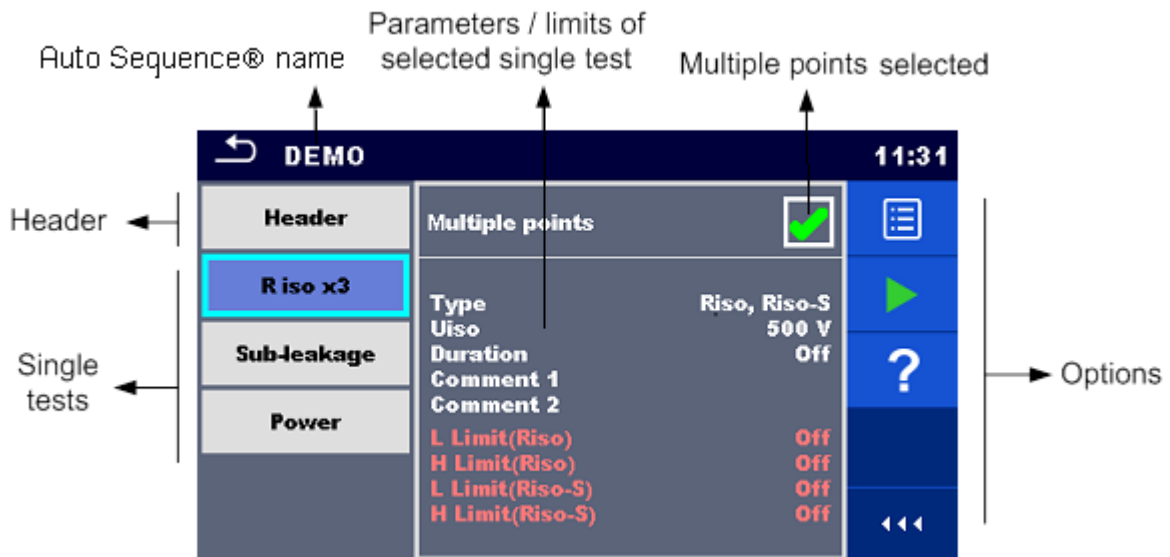 Parameters / limits of
selected single test
Auto Sequence® name
Multiple points selected
DEMO
11:31
Header
Header
Multiple points
R iso x3
Type Riso, Riso-S
Uiso 500 V
Sub-leakage
Duration Off
?
Single
tests
Options
Comment 1
Comment 2
Power
L Limit(Riso) Off
H Limit(Riso) Off
L Limit(Riso-S) Off
H Limit(Riso-S) Off